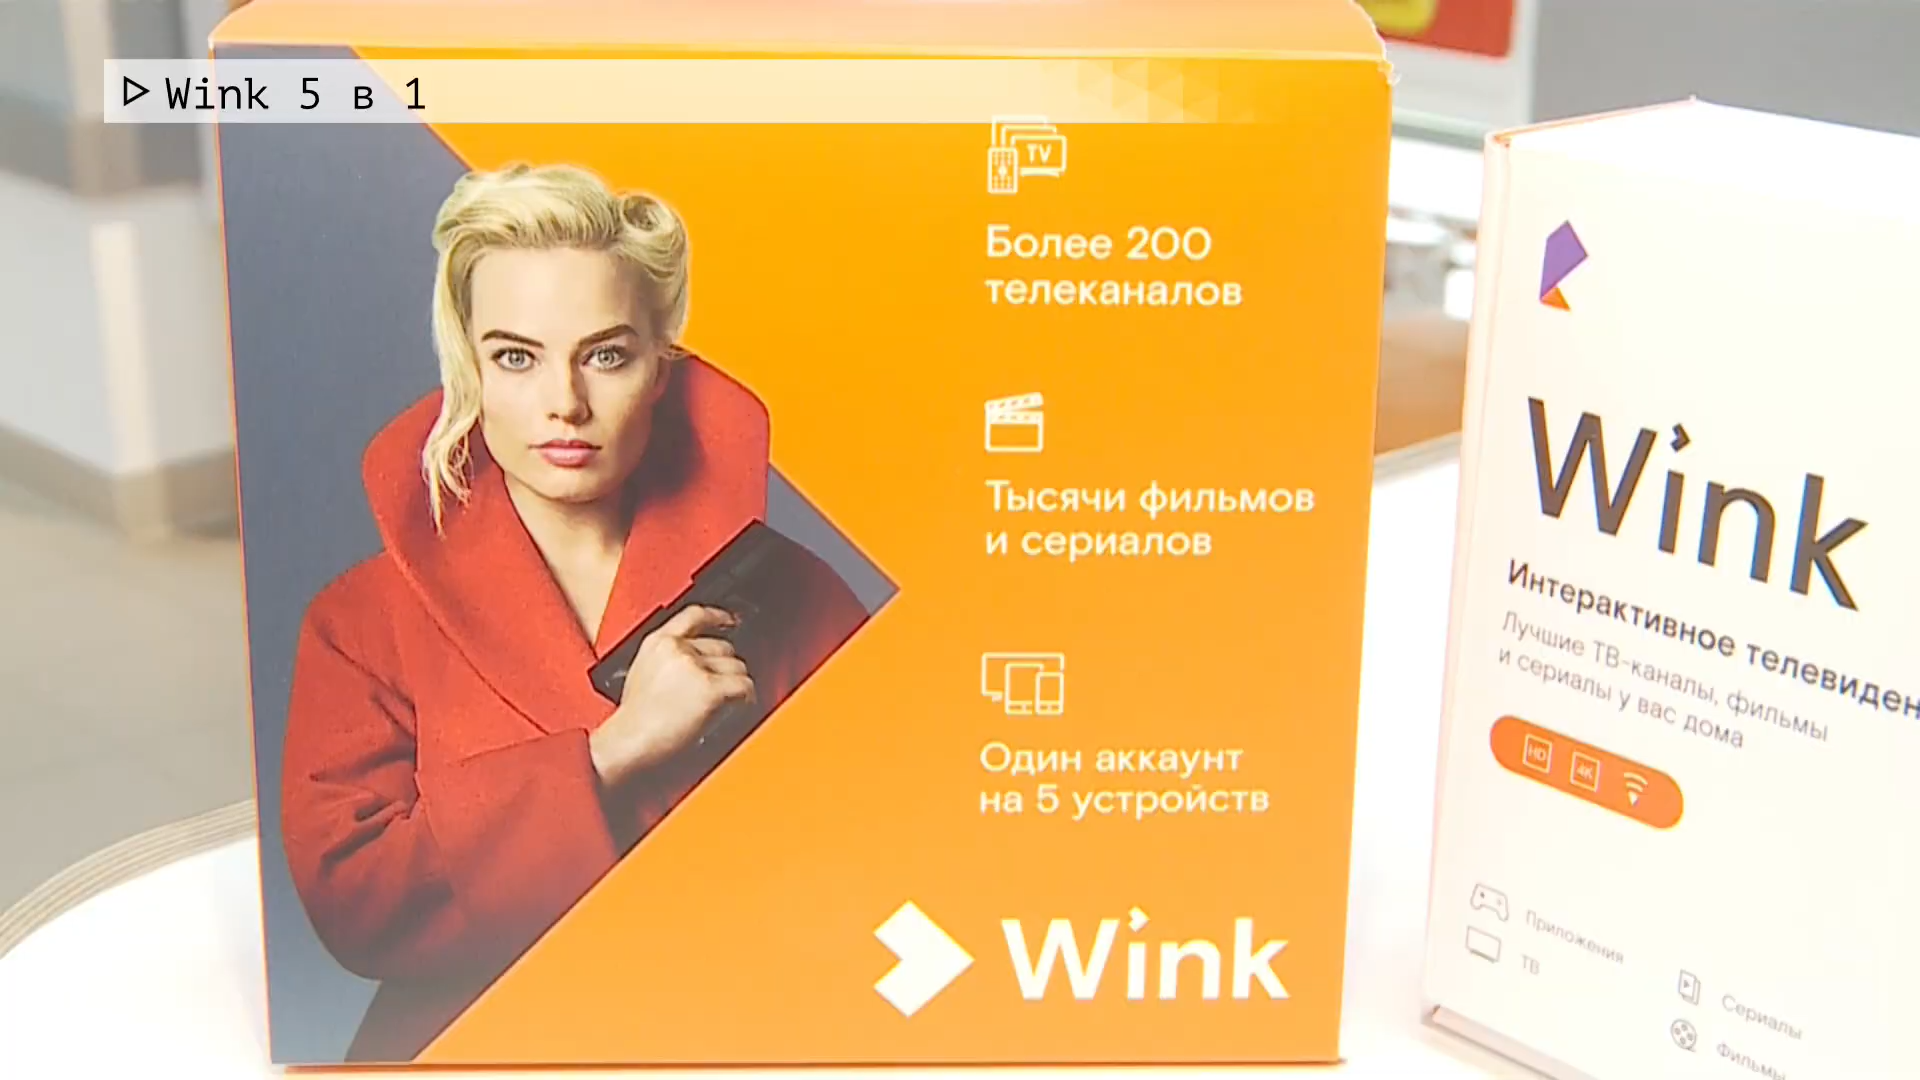 Wink 5 в 1
TV
Более 200
телеканалов
Тысячи фильмов
и сериалов
Один аккаунт
на 5 устройств
Wink
Wink
Интерактивное
Лучшие ТВ-каналы, фильмы
и сериалы у вас дома
HD 4K
Приложения
ТВ
Сериалы
Фильмы